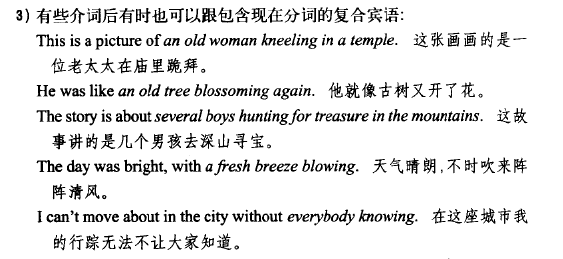 3) 有些介词后有时也可以跟包含现在分词的复合宾语:
This is a picture of an old woman kneeling in a temple. 这张画画的是一
位老太太在庙里跪拜。
He was like an old tree blossoming again. 他就像古树又开了花。
The story is about several boys hunting for treasure in the mountains. 这故
事讲的是几个男孩去深山寻宝。
The day was bright, with a fresh breeze blowing. 天气晴朗,不时吹来阵
阵清风。
I can't move about in the city without everybody knowing. 在这座城市我
的行踪无法不让大家知道。